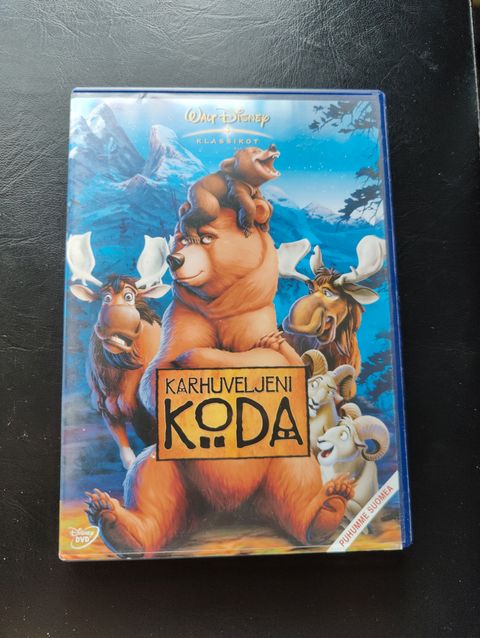 Walt Disney
KLASSIKOT
KARHUVELJENI
KODA
PUHUMME SUOMEA
Disney
DVD